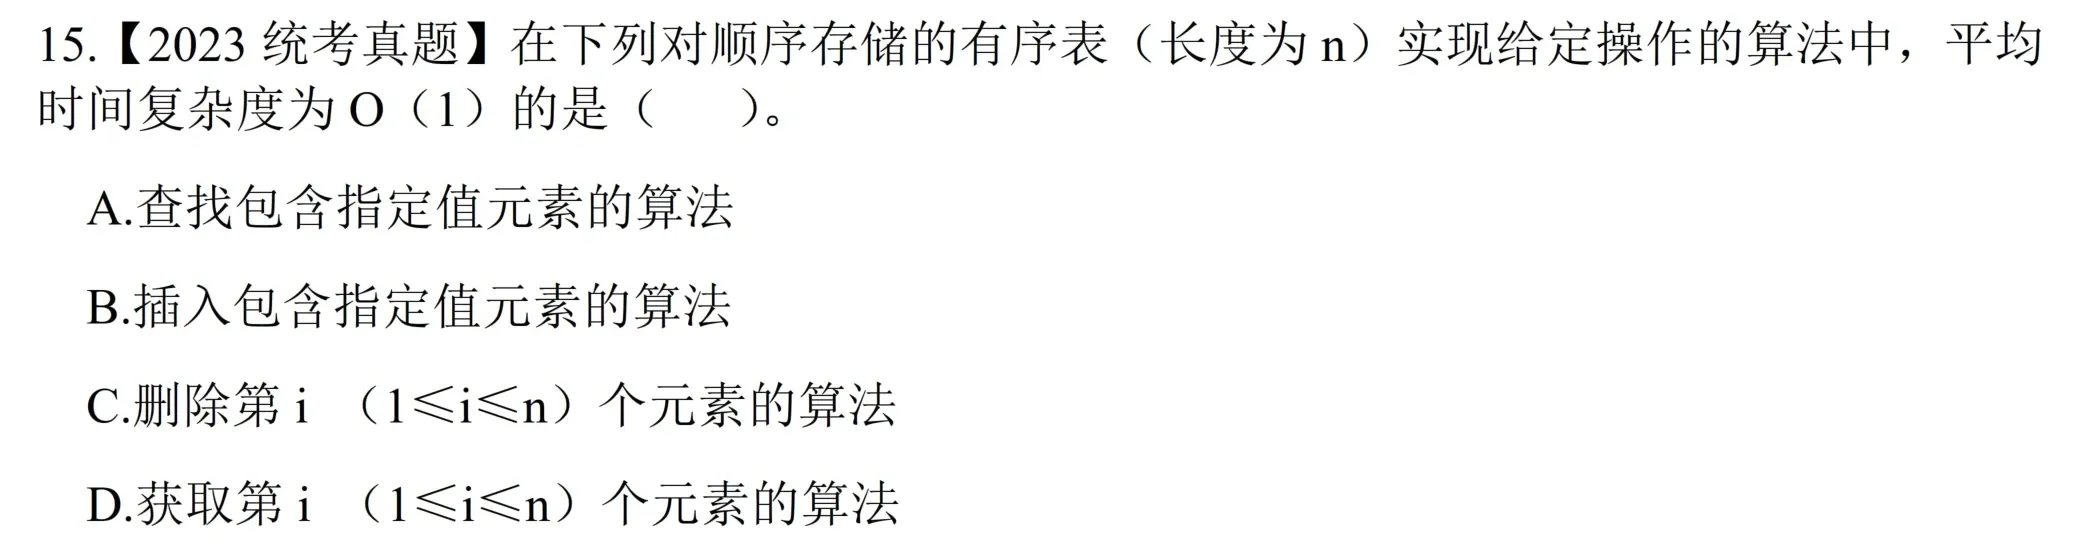 15.【2023 统考真题】在下列对顺序存储的有序表（长度为 n）实现给定操作的算法中，平均
时间复杂度为 O（1）的是（　　）。
A.查找包含指定值元素的算法
B.插入包含指定值元素的算法
C.删除第 i （1≤i≤n）个元素的算法
D.获取第 i （1≤i≤n）个元素的算法